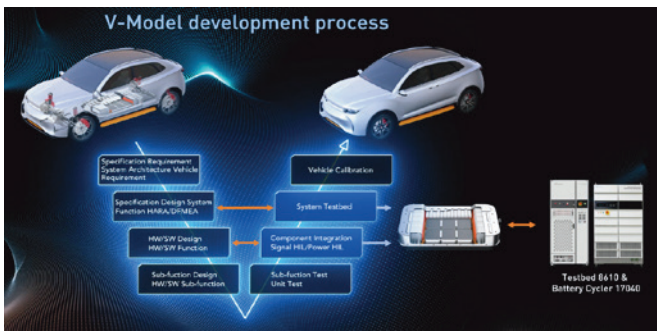 V-Model development process
Specification Requirement
System Architecture Vehicle
Requirement
Vehicle Calibration
Specification Design System
Function HARA/DFMEA
System Testbed
HW/SW Design
HW/SW Function
Component Integration
Signal HIL/Power HIL
Sub-fuction Design
HW/SW Sub-function
Sub-fuction Test
Unit Test
Testbed 8610 &
Battery Cycler 17040